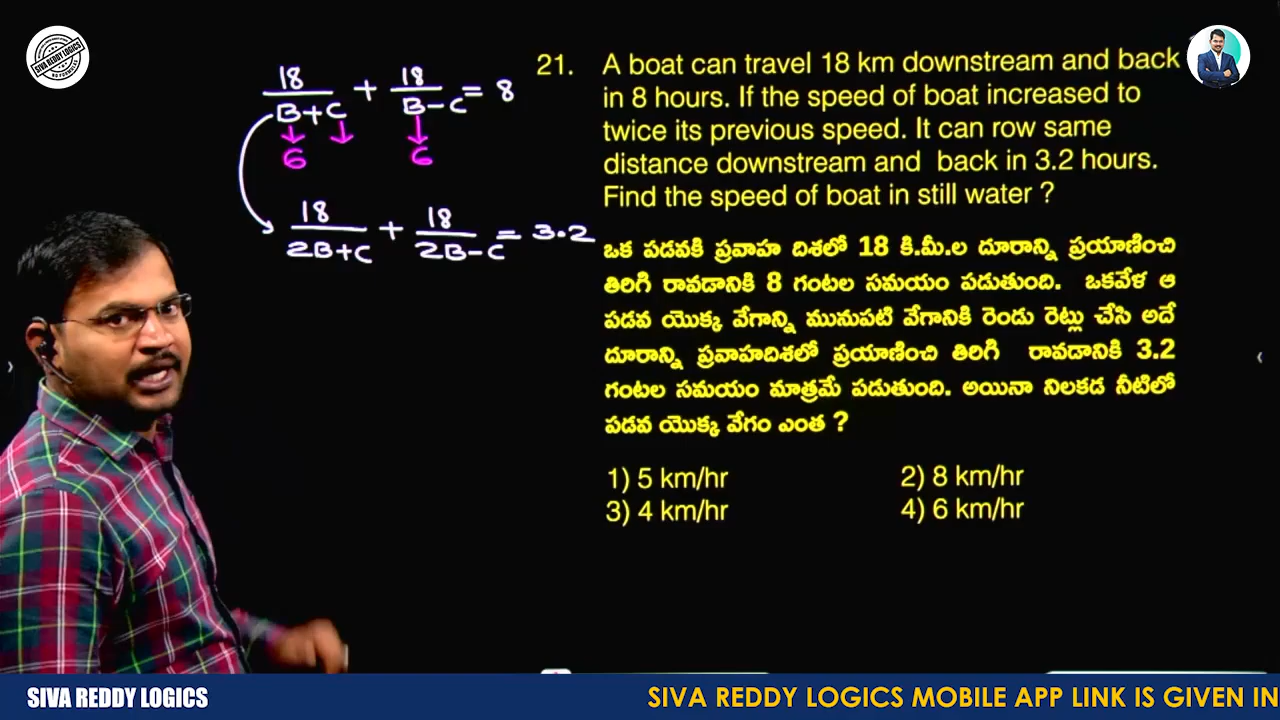 SIVA REDDY LOGICS
NO FORMULAS
18/B+C + 18/B-C = 8
6 6
18/2B+C + 18/2B-C = 3.2
21. A boat can travel 18 km downstream and back
in 8 hours. If the speed of boat increased to
twice its previous speed. It can row same
distance downstream and back in 3.2 hours.
Find the speed of boat in still water ?
ఒక పడవకి ప్రవాహ దిశలో 18 కి.మీ.ల దూరాన్ని ప్రయాణించి
తిరిగి రావడానికి 8 గంటల సమయం పడుతుంది. ఒకవేళ ఆ
పడవ యొక్క వేగాన్ని మునుపటి వేగానికి రెండు రెట్లు చేసి అదే
దూరాన్ని ప్రవాహదిశలో ప్రయాణించి తిరిగి రావడానికి 3.2
గంటల సమయం మాత్రమే పడుతుంది. అయినా నిలకడ నీటిలో
పడవ యొక్క వేగం ఎంత ?
1) 5 km/hr 2) 8 km/hr
3) 4 km/hr 4) 6 km/hr
SIVA REDDY LOGICS SIVA REDDY LOGICS MOBILE APP LINK IS GIVEN IN